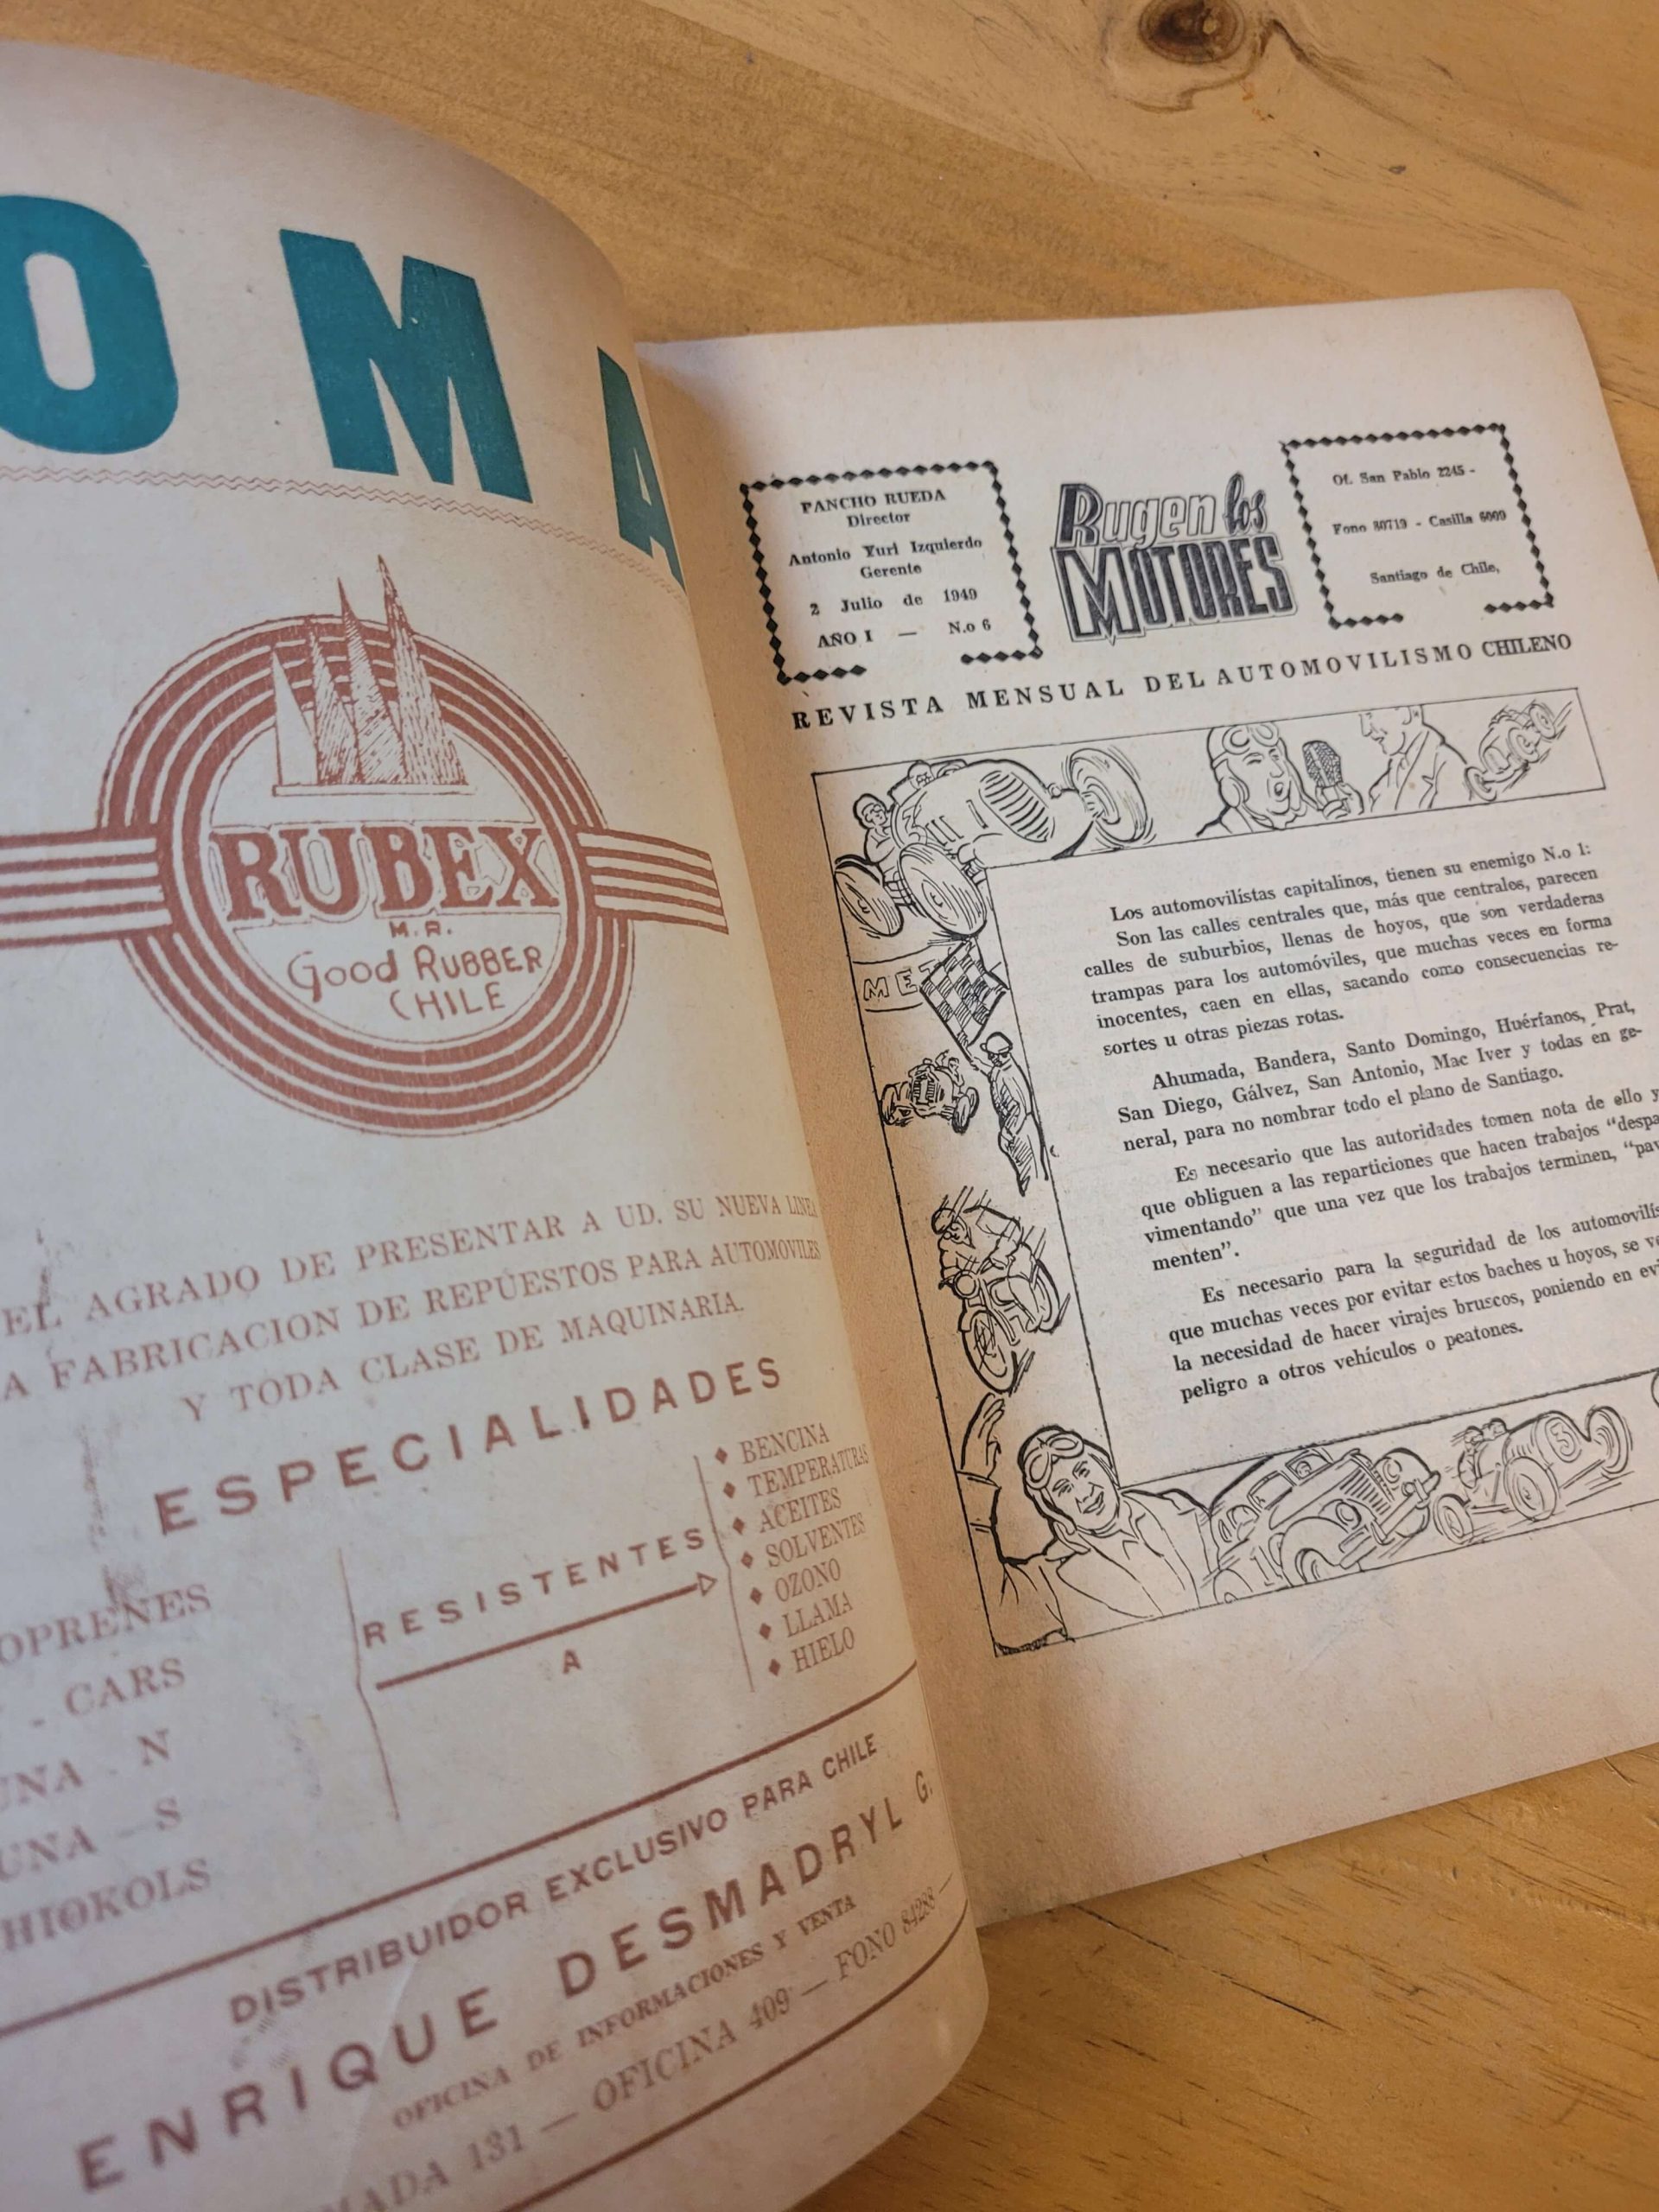 OMA
RUBEX
M.R.
Good RUBBER
CHILE
EL AGRADO DE PRESENTAR A UD. SU NUEVA LINEA
A FABRICACION DE REPUESTOS PARA AUTOMOVILES
Y TODA CLASE DE MAQUINARIA.
ESPECIALIDADES
OPRENES
- CARS
UNA - N
UNA - S
HIOKOLS
RESISTENTES
A
BENCINA
TEMPERATURAS
ACEITES
SOLVENTES
OZONO
LLAMA
HIELO
DISTRIBUIDOR EXCLUSIVO PARA CHILE
ENRIQUE DESMADRYL G.
OFICINA DE INFORMACIONES Y VENTA
MADA 131 — OFICINA 409 — FONO 84288 —
PANCHO RUEDA
Director
Antonio Yuri Izquierdo
Gerente
2 Julio de 1949
AÑO I — N.o 6
Rugen los
MOTORES
Of. San Pablo 2245 -
Fono 80719 - Casilla 6009
Santiago de Chile,
REVISTA MENSUAL DEL AUTOMOVILISMO CHILENO
MET
Los automovilístas capitalinos, tienen su enemigo N.o 1:
Son las calles centrales que, más que centrales, parecen
calles de suburbios, llenas de hoyos, que son verdaderas
trampas para los automóviles, que muchas veces en forma
inocentes, caen en ellas, sacando como consecuencias re-
sortes u otras piezas rotas.
Ahumada, Bandera, Santo Domingo, Huérfanos, Prat,
San Diego, Gálvez, San Antonio, Mac Iver y todas en ge-
neral, para no nombrar todo el plano de Santiago.
Es necesario que las autoridades tomen nota de ello y
que obliguen a las reparticiones que hacen trabajos "despa
vimentando" que una vez que los trabajos terminen, "pav
menten".
Es necesario para la seguridad de los automovilís
que muchas veces por evitar estos baches u hoyos, se ve
la necesidad de hacer virajes bruscos, poniendo en evi
peligro a otros vehículos o peatones.
3